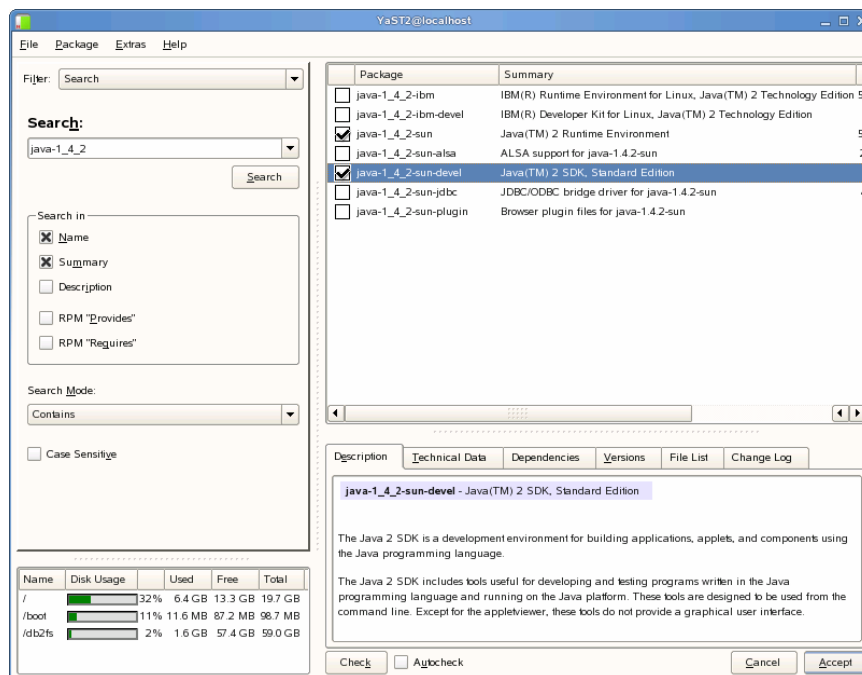 YaST2@localhost
File Package Extras Help
Filter: Search
Search:
java-1_4_2
Search
Search in
Name
Summary
Description
RPM "Provides"
RPM "Requires"
Search Mode:
Contains
Case Sensitive
Name Disk Usage Used Free Total
/ 32% 6.4 GB 13.3 GB 19.7 GB
/boot 11% 11.6 MB 87.2 MB 98.7 MB
/db2fs 2% 1.6 GB 57.4 GB 59.0 GB
Package Summary
java-1_4_2-ibm IBM(R) Runtime Environment for Linux, Java(TM) 2 Technology Edition 5
java-1_4_2-ibm-devel IBM(R) Developer Kit for Linux, Java(TM) 2 Technology Edition
java-1_4_2-sun Java(TM) 2 Runtime Environment 5
java-1_4_2-sun-alsa ALSA support for java-1.4.2-sun 2
java-1_4_2-sun-devel Java(TM) 2 SDK, Standard Edition
java-1_4_2-sun-jdbc JDBC/ODBC bridge driver for java-1.4.2-sun
java-1_4_2-sun-plugin Browser plugin files for java-1.4.2-sun
Description Technical Data Dependencies Versions File List Change Log
java-1_4_2-sun-devel - Java(TM) 2 SDK, Standard Edition
The Java 2 SDK is a development environment for building applications, applets, and components using
the Java programming language.
The Java 2 SDK includes tools useful for developing and testing programs written in the Java
programming language and running on the Java platform. These tools are designed to be used from the
command line. Except for the appletviewer, these tools do not provide a graphical user interface.
Check Autocheck Cancel Accept